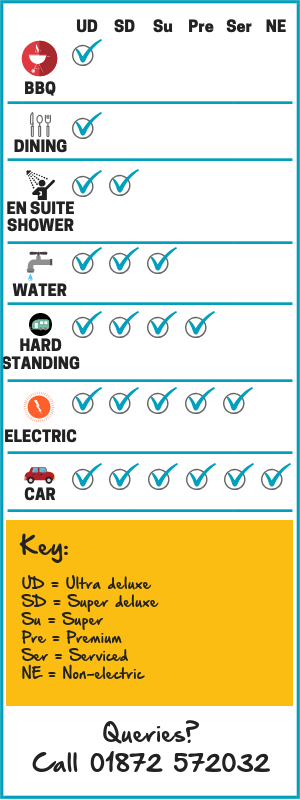 UD SD Su Pre Ser NE
BBQ
DINING
EN SUITE
SHOWER
WATER
HARD
STANDING
ELECTRIC
CAR
Key:
UD = Ultra deluxe
SD = Super deluxe
Su = Super
Pre = Premium
Ser = Serviced
NE = Non-electric
Queries?
Call 01872 572032